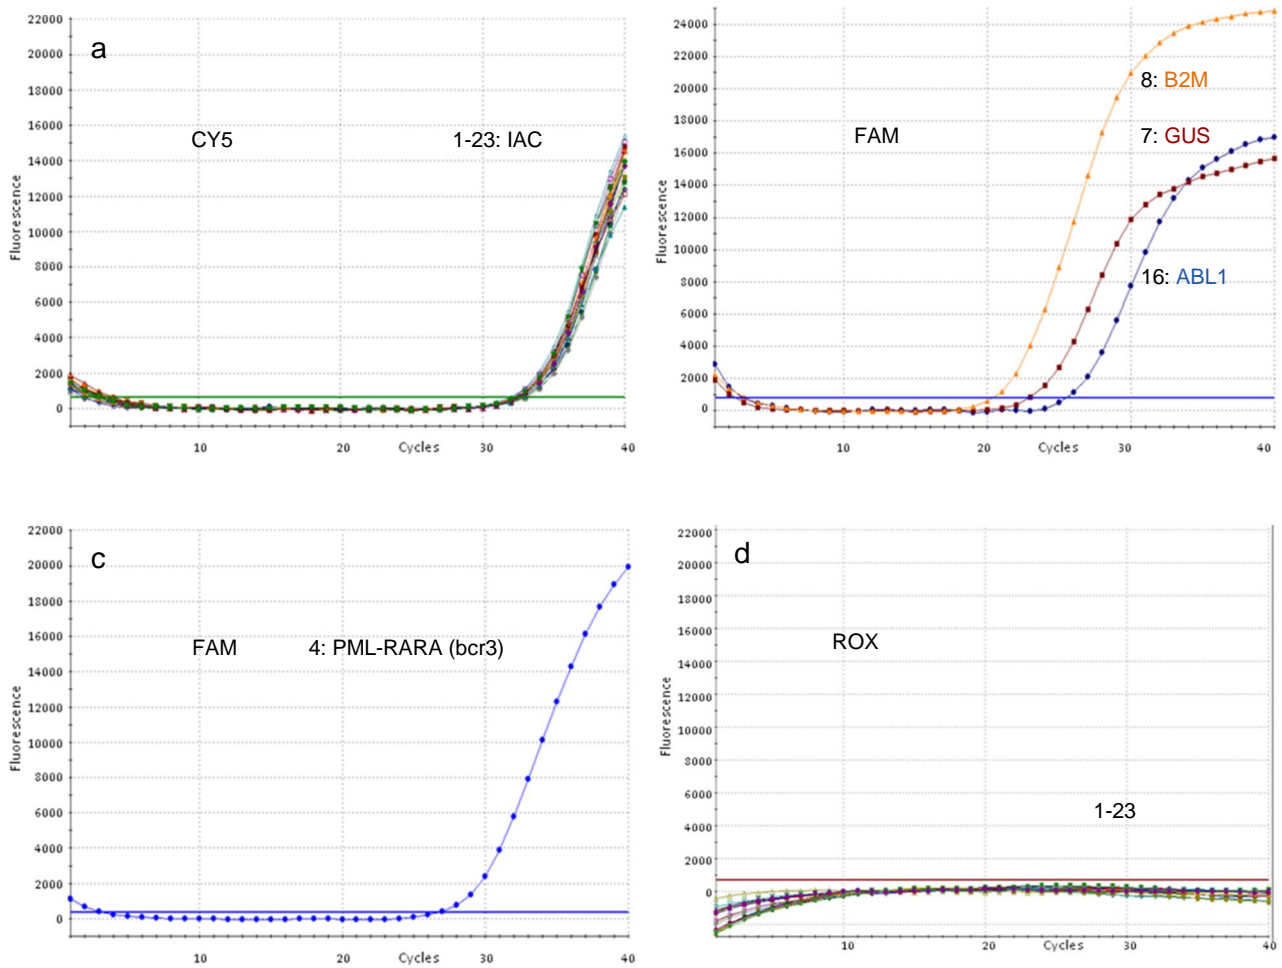 22000
20000
18000
16000
14000
12000
10000
8000
6000
4000
2000
0
Fluorescence
a
CY5 1-23: IAC
10 Cycles 30 40
24000
22000
20000
18000
16000
14000
12000
10000
8000
6000
4000
2000
0
Fluorescence
8: B2M
FAM 7: GUS
16: ABL1
10 20 Cycles 30 40
22000
20000
18000
16000
14000
12000
10000
8000
6000
4000
2000
0
Fluorescence
c
FAM 4: PML-RARA (bcr3)
10 20 Cycles 30 40
22000
20000
18000
16000
14000
12000
10000
8000
6000
4000
2000
0
Fluorescence
d
ROX
1-23
10 20 Cycles 30 40